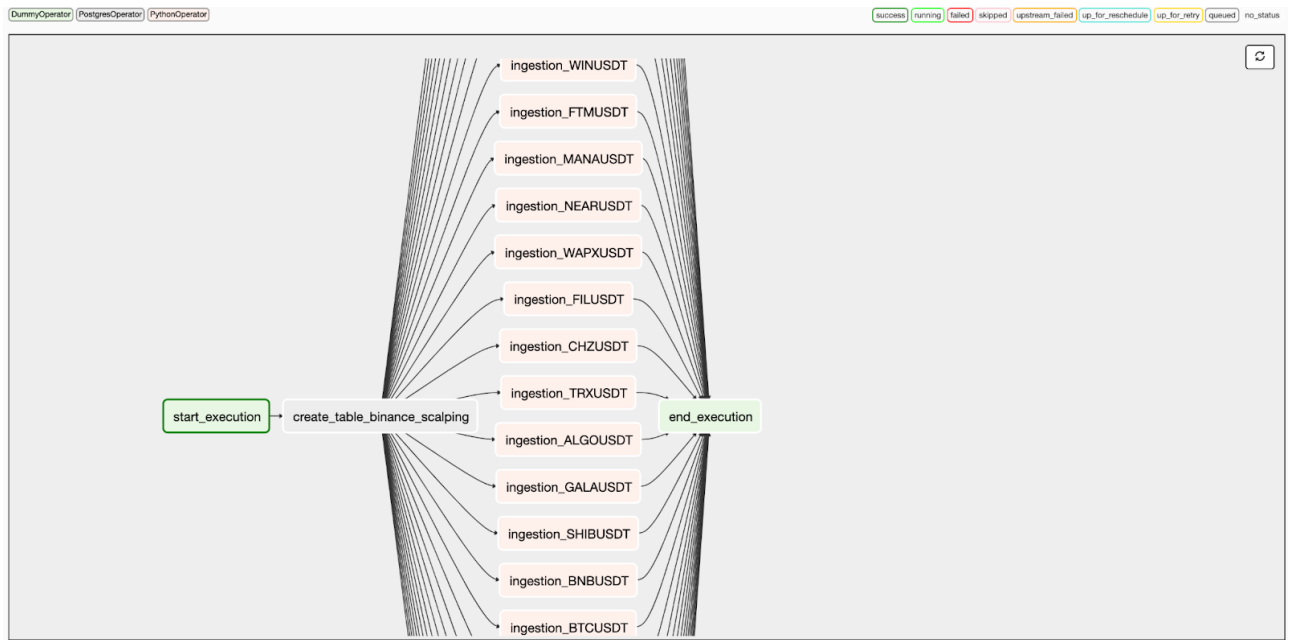 DummyOperator PostgresOperator PythonOperator
success running failed skipped upstream_failed up_for_reschedule up_for_retry queued no_status
ingestion_WINUSDT
ingestion_FTMUSDT
ingestion_MANAUSDT
ingestion_NEARUSDT
ingestion_WAPXUSDT
ingestion_FILUSDT
ingestion_CHZUSDT
ingestion_TRXUSDT
start_execution create_table_binance_scalping end_execution
ingestion_ALGOUSDT
ingestion_GALAUSDT
ingestion_SHIBUSDT
ingestion_BNBUSDT
ingestion_BTCUSDT